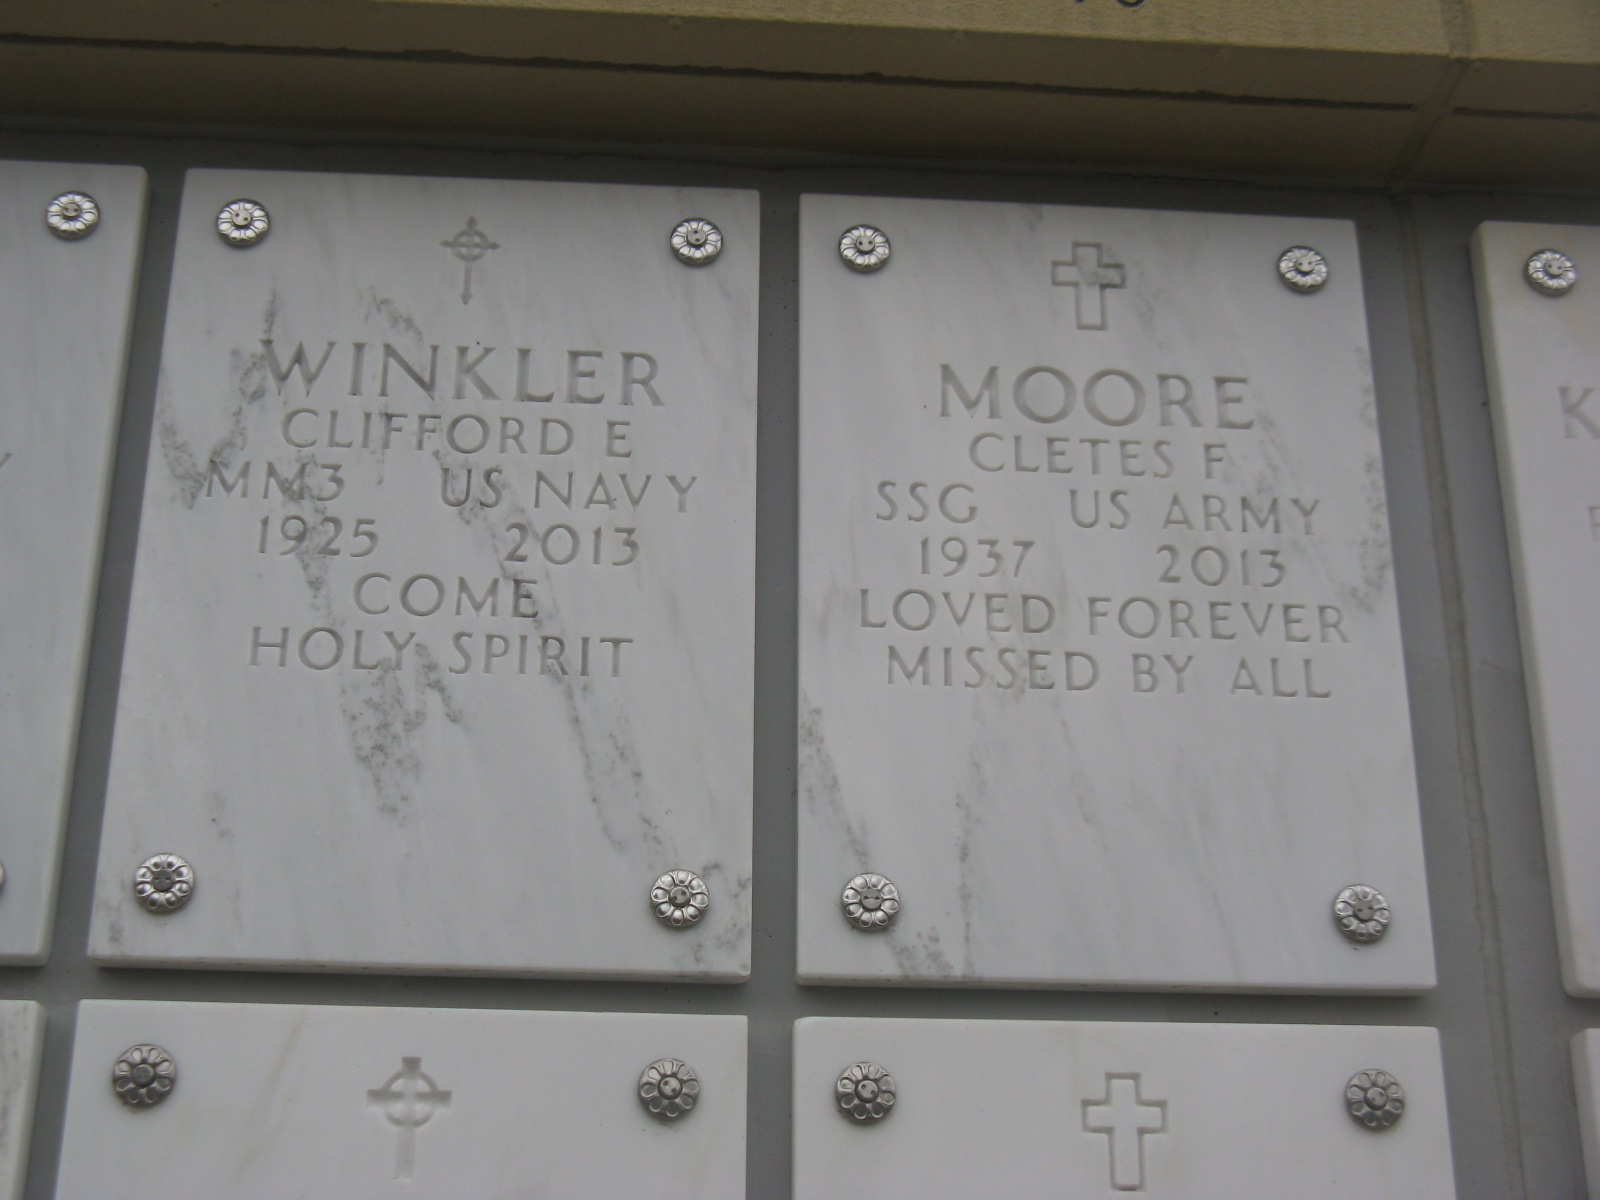 WINKLER
CLIFFORD E
MM3 US NAVY
1925 2013
COME
HOLY SPIRIT
MOORE
CLETES F
SSG US ARMY
1937 2013
LOVED FOREVER
MISSED BY ALL